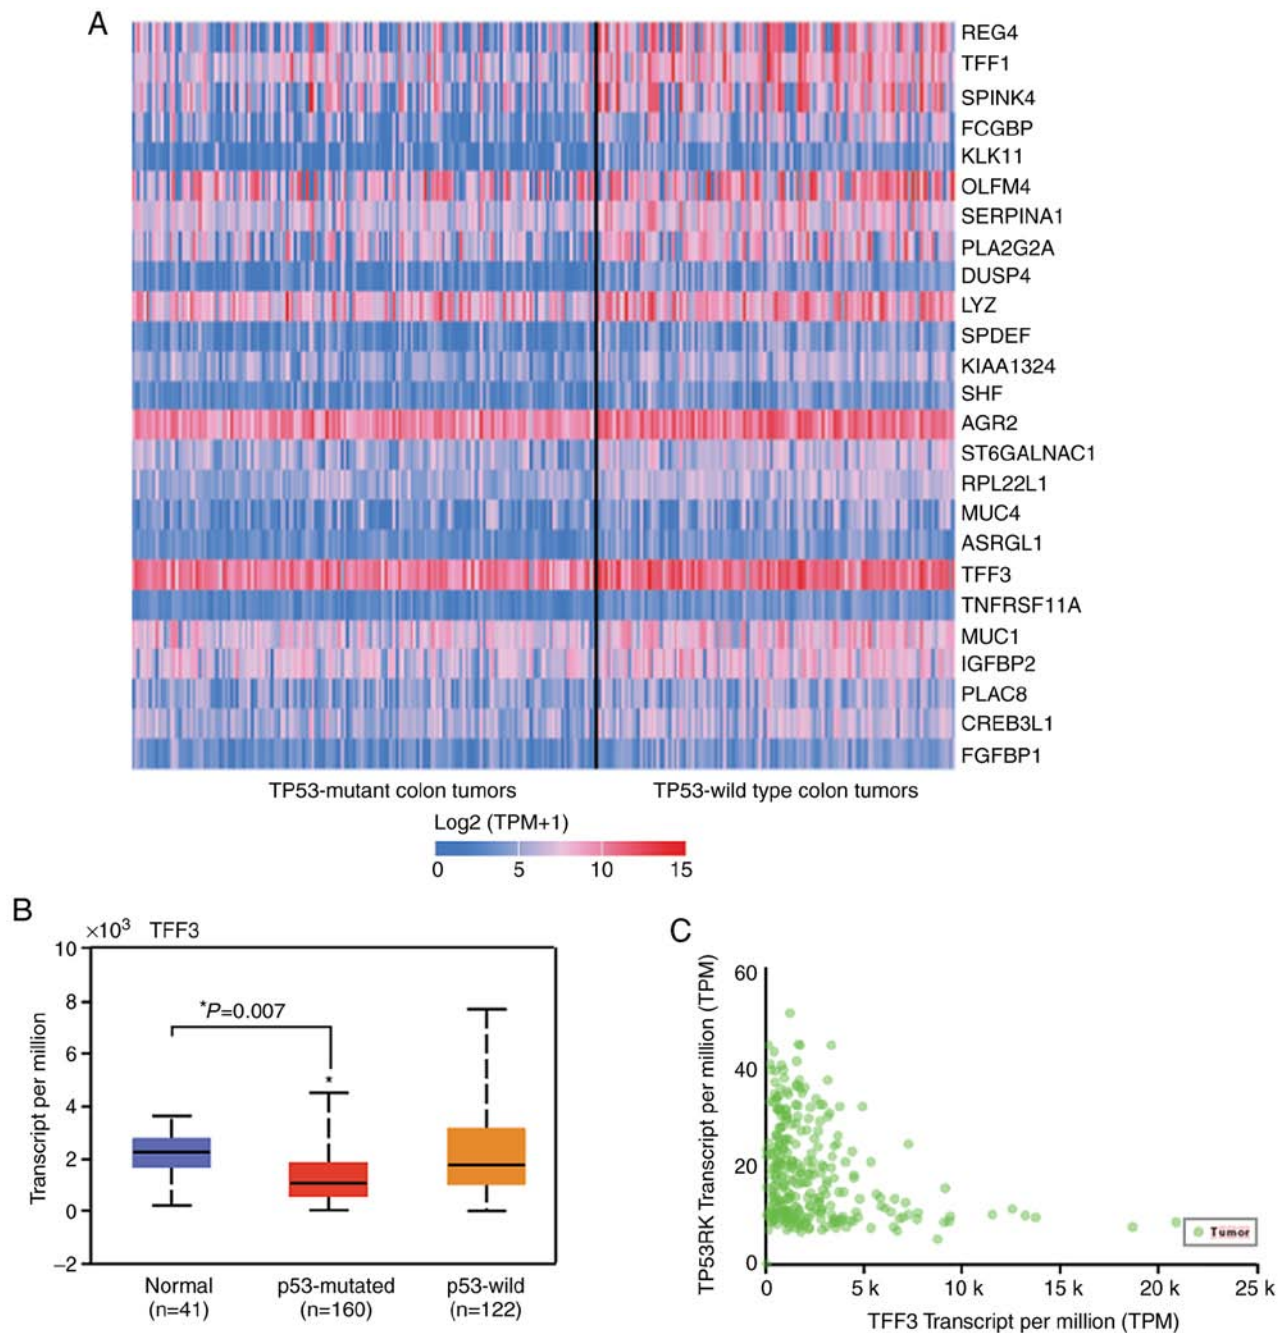 A
REG4
TFF1
SPINK4
FCGBP
KLK11
OLFM4
SERPINA1
PLA2G2A
DUSP4
LYZ
SPDEF
KIAA1324
SHF
AGR2
ST6GALNAC1
RPL22L1
MUC4
ASRGL1
TFF3
TNFRSF11A
MUC1
IGFBP2
PLAC8
CREB3L1
FGFBP1
TP53-mutant colon tumors TP53-wild type colon tumors
Log2 (TPM+1)
0 5 10 15
B
×10³ TFF3
Transcript per million
10
8
6
4
2
0
−2
*P=0.007
*
Normal p53-mutated p53-wild
(n=41) (n=160) (n=122)
C
TP53RK Transcript per million (TPM)
60
40
20
0
Tumor
0 5 k 10 k 15 k 20 k 25 k
TFF3 Transcript per million (TPM)